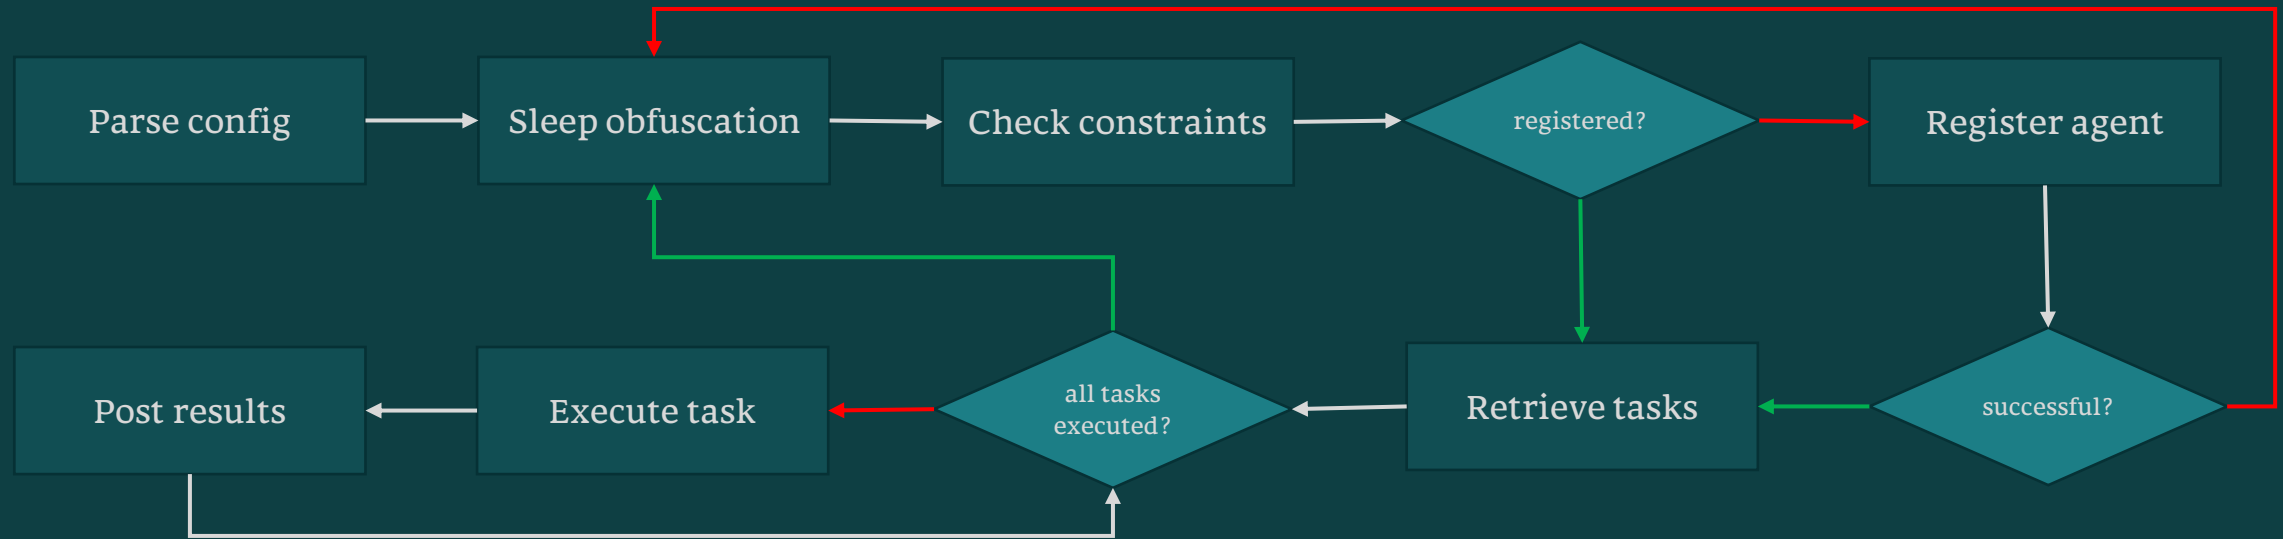 Parse config
Sleep obfuscation
Check constraints
registered?
Register agent
Post results
Execute task
all tasks
executed?
Retrieve tasks
successful?